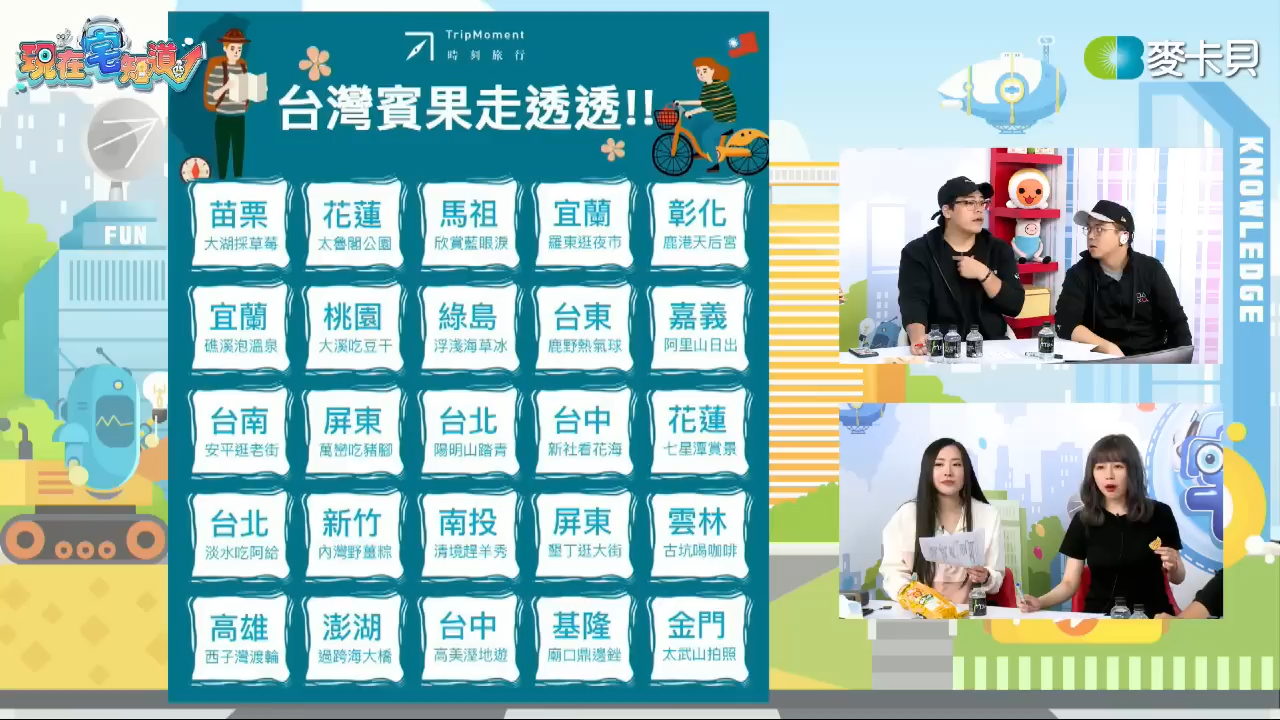 現在宅知道
TripMoment
時刻旅行
麥卡貝
台灣賓果走透透!!
KNOWLEDGE
FUN
苗栗
大湖採草莓
花蓮
太魯閣公園
馬祖
欣賞藍眼淚
宜蘭
羅東逛夜市
彰化
鹿港天后宮
宜蘭
礁溪泡溫泉
桃園
大溪吃豆干
綠島
浮淺海草冰
台東
鹿野熱氣球
嘉義
阿里山日出
台南
安平逛老街
屏東
萬巒吃豬腳
台北
陽明山踏青
台中
新社看花海
花蓮
七星潭賞景
台北
淡水吃阿給
新竹
內灣野薑粽
南投
清境趕羊秀
屏東
墾丁逛大街
雲林
古坑喝咖啡
高雄
西子灣渡輪
澎湖
過跨海大橋
台中
高美溼地遊
基隆
廟口鼎邊銼
金門
太武山拍照